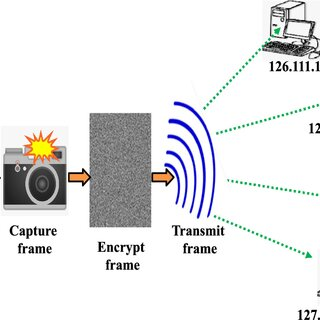 126.111.1
12
Capture
frame
Encrypt
frame
Transmit
frame
127.